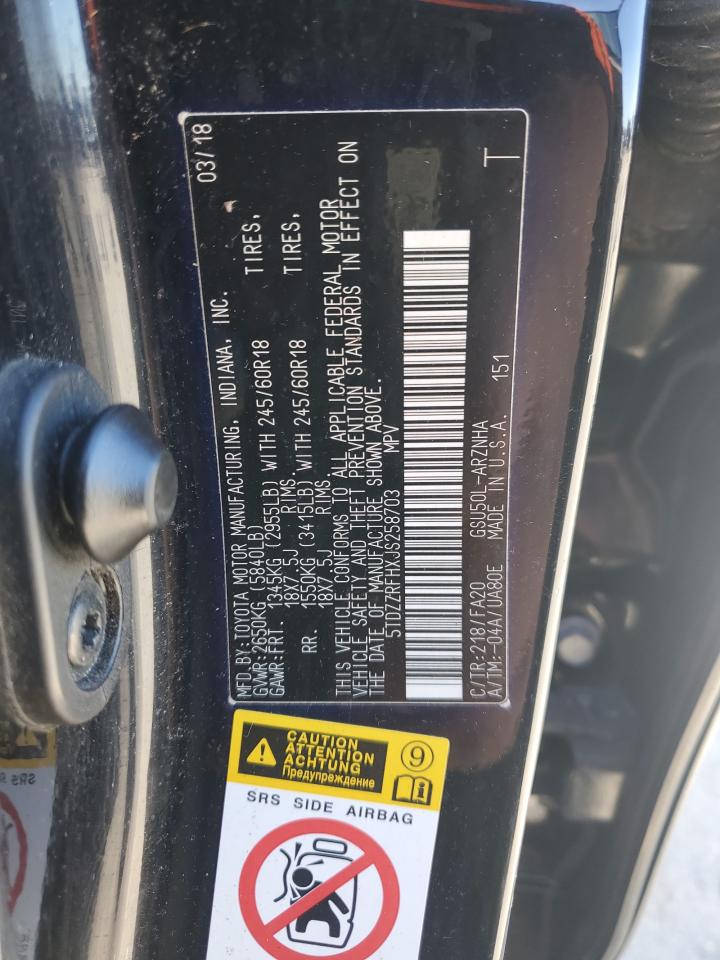 MFD.BY:TOYOTA MOTOR MANUFACTURING, INDIANA, INC. 03/18
GVWR:2650KG (5840LB)
GAWR:FRT. 1345KG (2955LB) WITH 245/60R18 TIRES,
18X7.5J RIMS
RR. 1550KG (3415LB) WITH 245/60R18 TIRES,
18X7.5J RIMS
THIS VEHICLE CONFORMS TO ALL APPLICABLE FEDERAL MOTOR
VEHICLE SAFETY AND THEFT PREVENTION STANDARDS IN EFFECT ON
THE DATE OF MANUFACTURE SHOWN ABOVE.
5TDZZRFHXJS258703 MPV
C/TR:218/FA20 GSU50L-ARZNHA T
A/TM:-04A/UA80E MADE IN U.S.A. 151
CAUTION
ATTENTION
ACHTUNG
Предупреждение
9
SRS SIDE AIRBAG